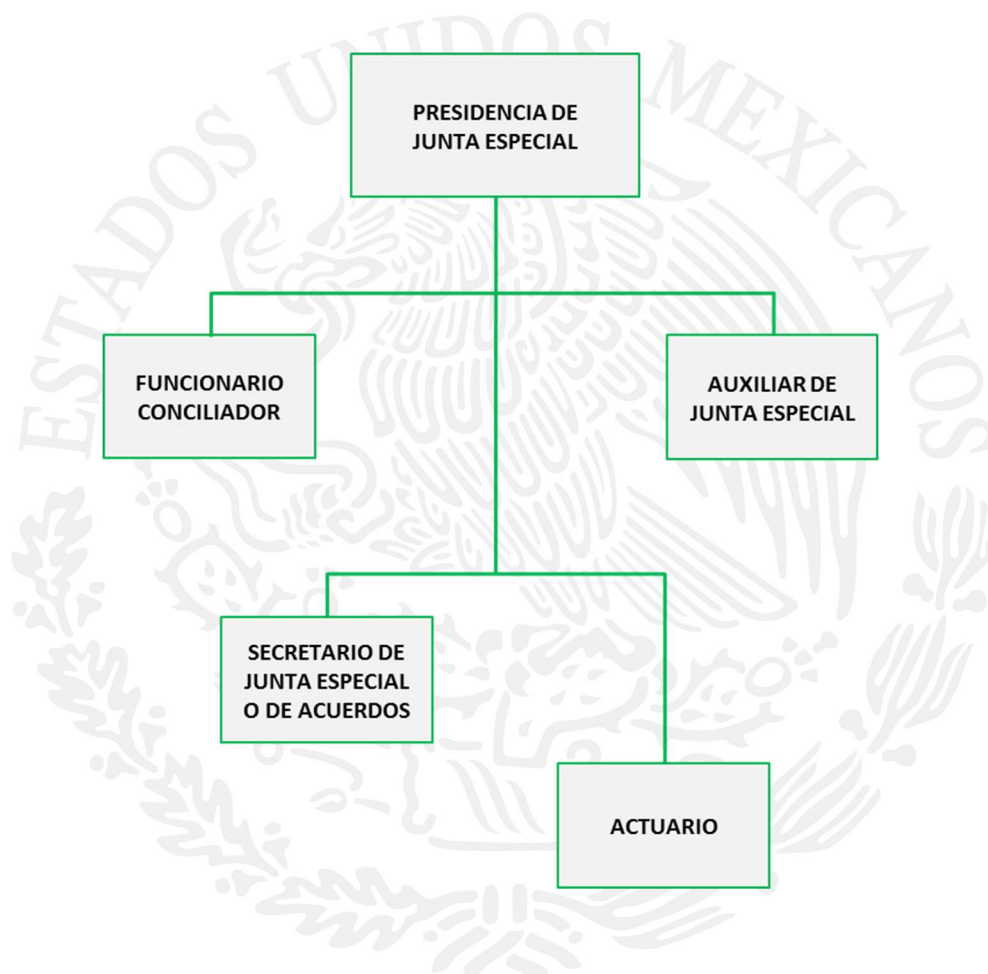 ESTADOS UNIDOS MEXICANOS
PRESIDENCIA DE
JUNTA ESPECIAL
FUNCIONARIO
CONCILIADOR
AUXILIAR DE
JUNTA ESPECIAL
SECRETARIO DE
JUNTA ESPECIAL
O DE ACUERDOS
ACTUARIO